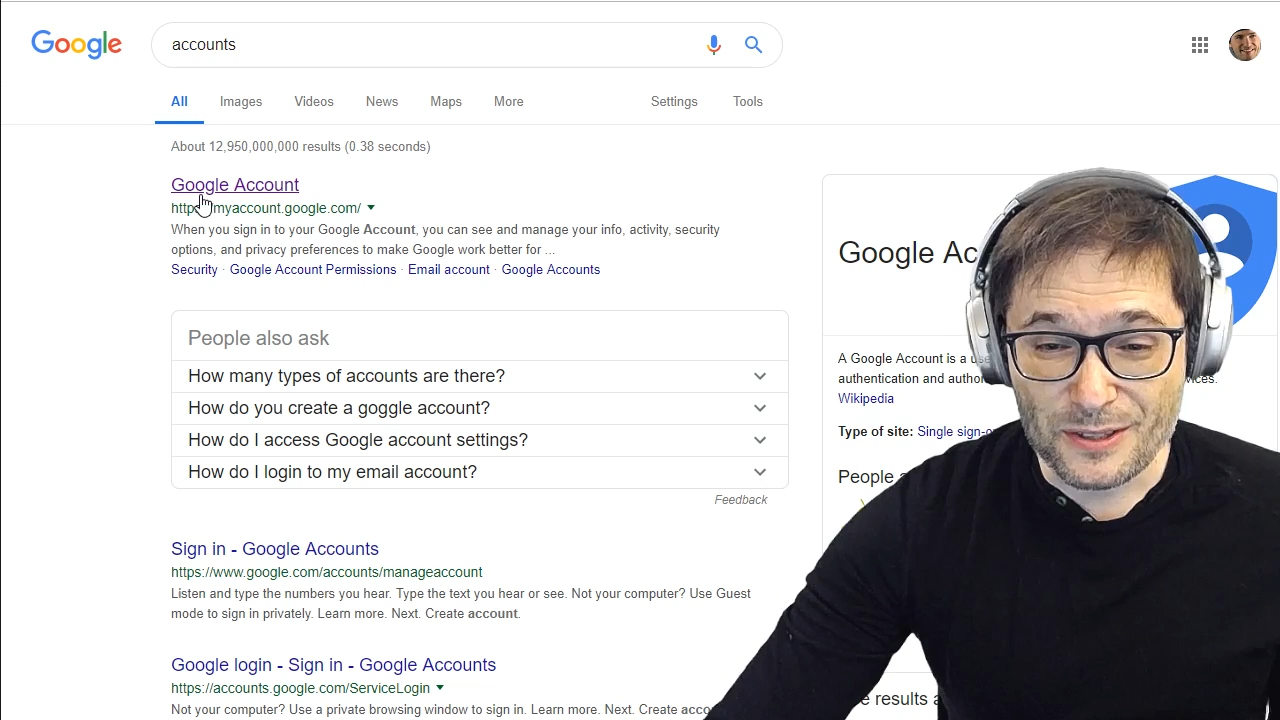 Google
accounts
All
Images
Videos
News
Maps
More
Settings
Tools
About 12,950,000,000 results (0.38 seconds)
Google Account
https://myaccount.google.com/
When you sign in to your Google Account, you can see and manage your info, activity, security
options, and privacy preferences to make Google work better for ...
Security · Google Account Permissions · Email account · Google Accounts
People also ask
How many types of accounts are there?
How do you create a goggle account?
How do I access Google account settings?
How do I login to my email account?
Feedback
Sign in - Google Accounts
https://www.google.com/accounts/manageaccount
Listen and type the numbers you hear. Type the text you hear or see. Not your computer? Use Guest
mode to sign in privately. Learn more. Next. Create account.
Google login - Sign in - Google Accounts
https://accounts.google.com/ServiceLogin
Not your computer? Use a private browsing window to sign in. Learn more. Next. Create
Google
A Google Account is a
authentication and
Wikipedia
Type of site: Single
People
results